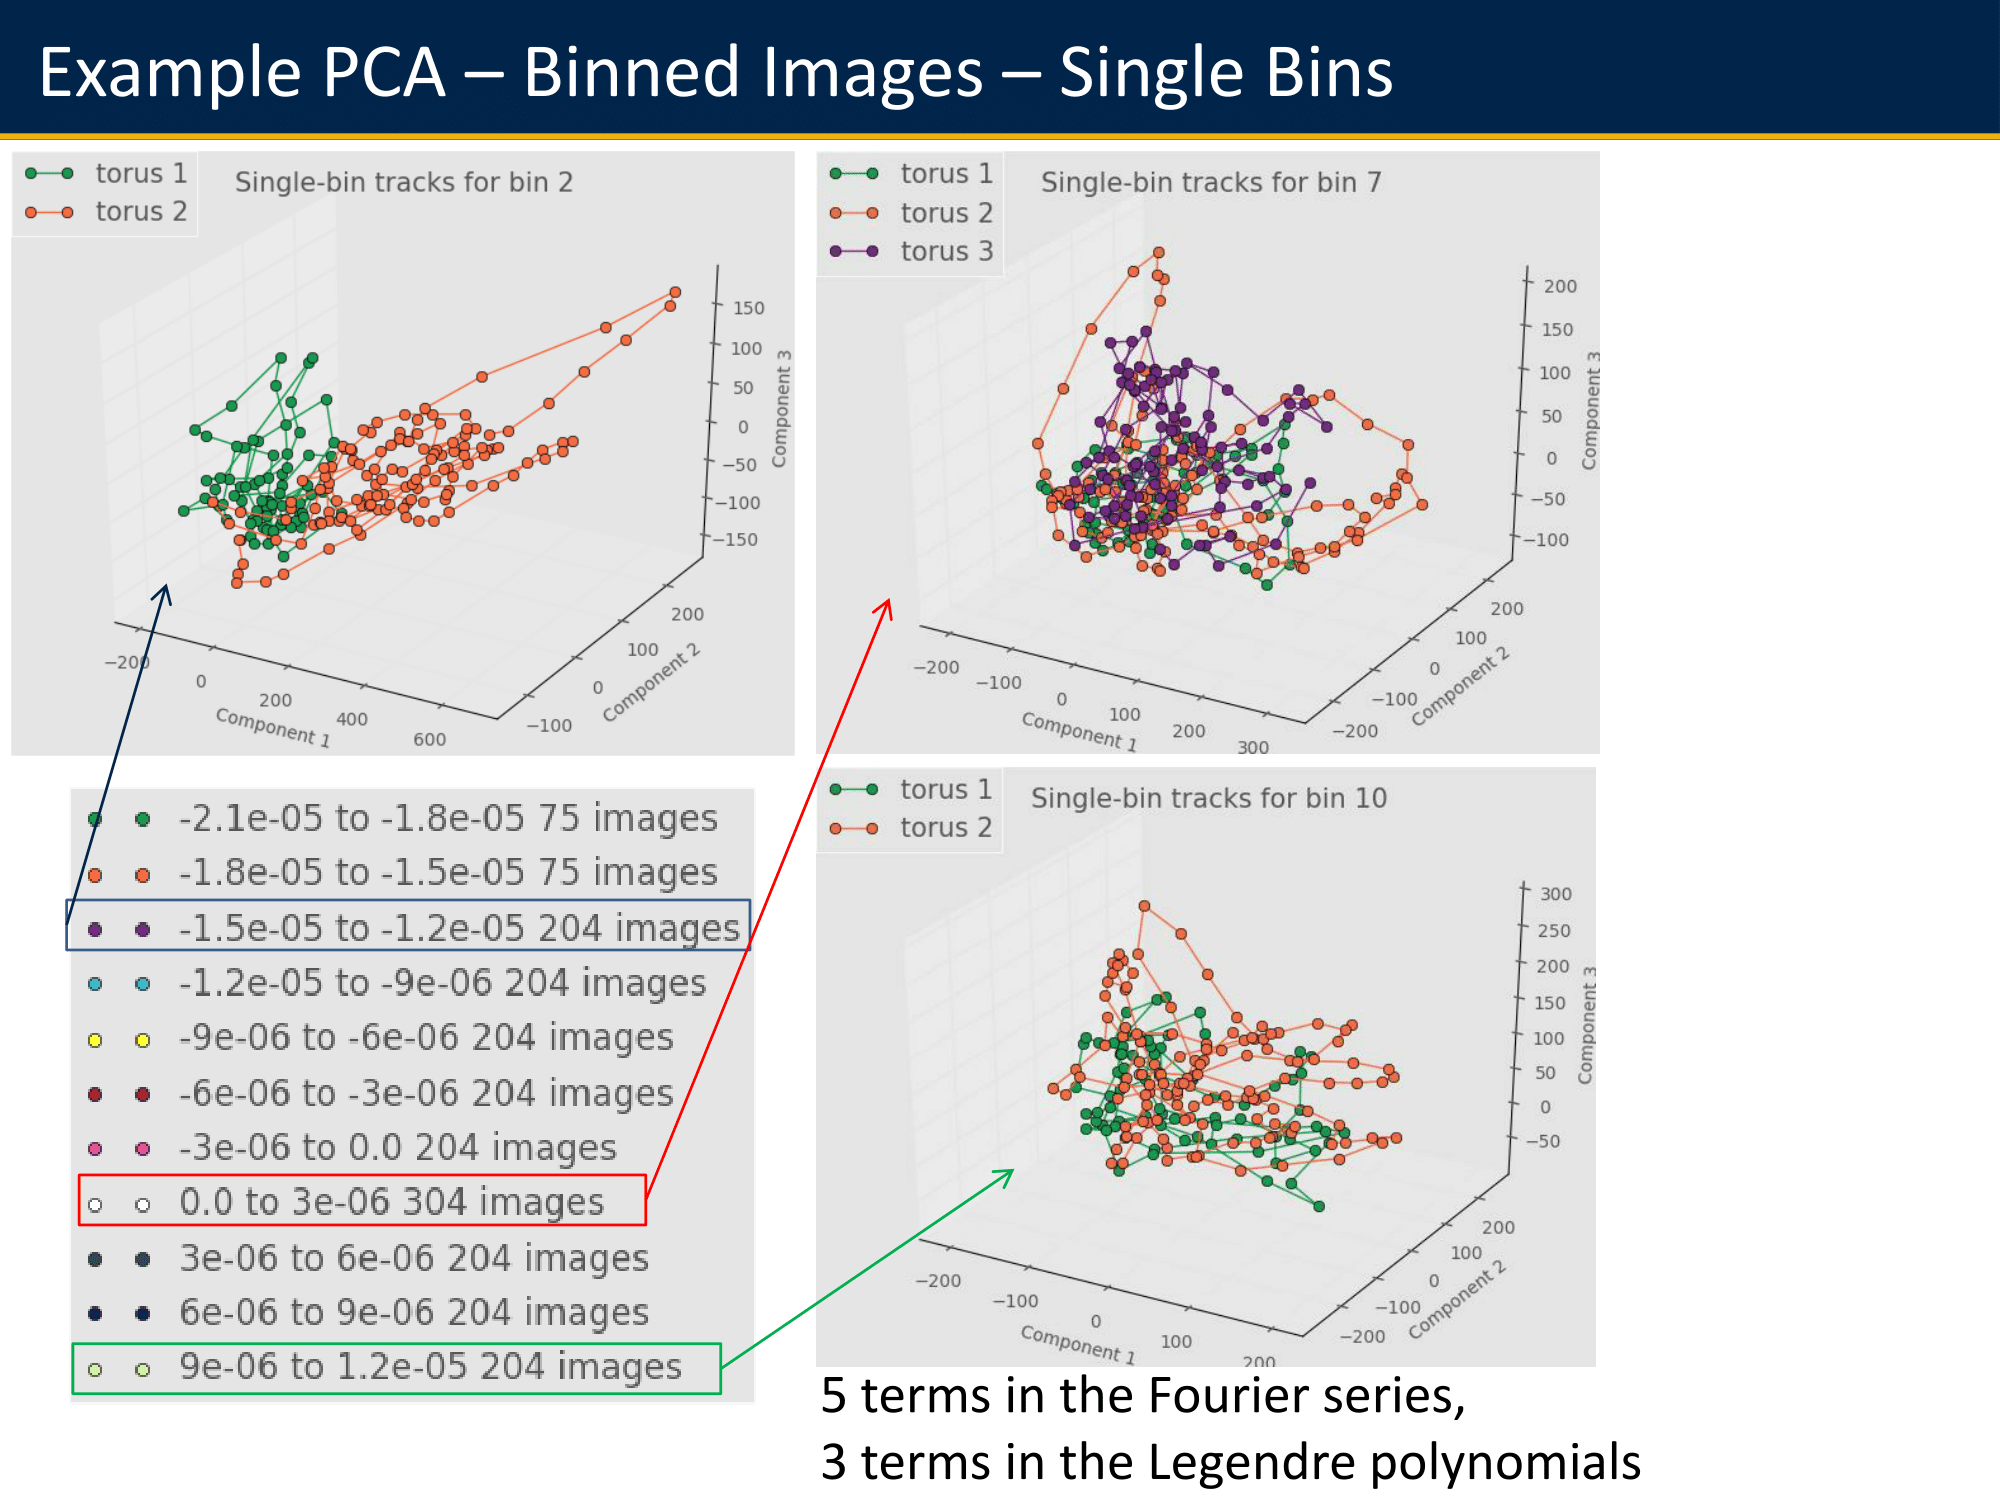 Example PCA – Binned Images – Single Bins
torus 1
torus 2
Single-bin tracks for bin 2
150
100
50
0
−50
−100
−150
Component 3
200
100
0
−100
Component 2
−200
0
200
400
600
Component 1
torus 1
torus 2
torus 3
Single-bin tracks for bin 7
200
150
100
50
0
−50
−100
Component 3
200
100
0
−100
−200
Component 2
−200
−100
0
100
200
300
Component 1
-2.1e-05 to -1.8e-05 75 images
-1.8e-05 to -1.5e-05 75 images
-1.5e-05 to -1.2e-05 204 images
-1.2e-05 to -9e-06 204 images
-9e-06 to -6e-06 204 images
-6e-06 to -3e-06 204 images
-3e-06 to 0.0 204 images
0.0 to 3e-06 304 images
3e-06 to 6e-06 204 images
6e-06 to 9e-06 204 images
9e-06 to 1.2e-05 204 images
torus 1
torus 2
Single-bin tracks for bin 10
300
250
200
150
100
50
0
−50
Component 3
200
100
0
−100
−200
Component 2
−200
−100
0
100
200
Component 1
5 terms in the Fourier series,
3 terms in the Legendre polynomials